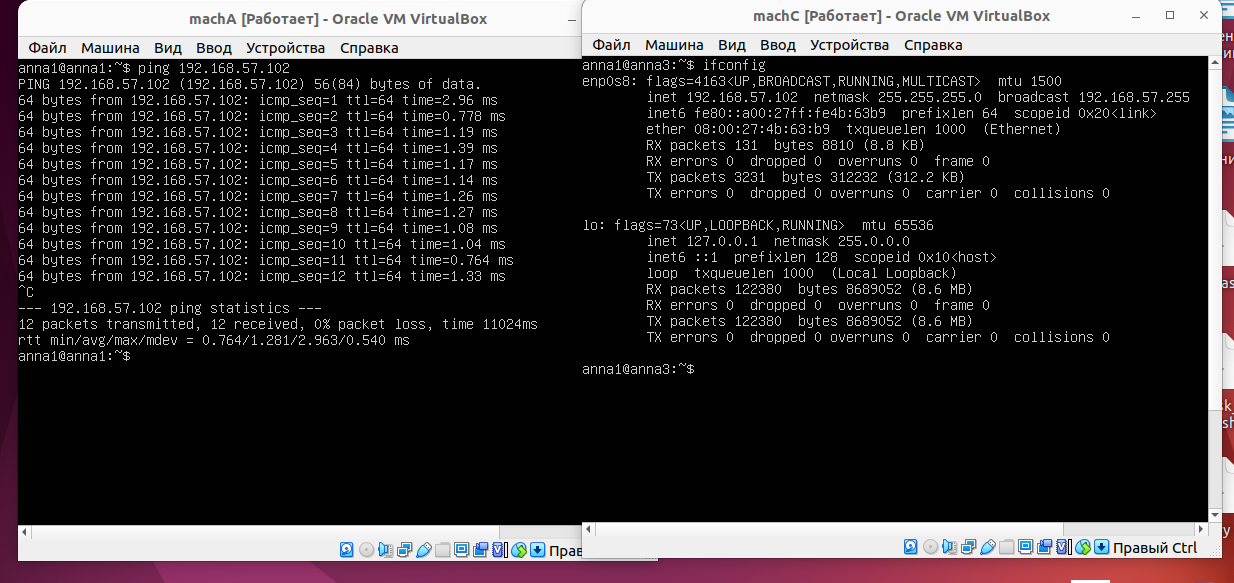 machA [Работает] - Oracle VM VirtualBox
Файл Машина Вид Ввод Устройства Справка
anna1@anna1:~$ ping 192.168.57.102
PING 192.168.57.102 (192.168.57.102) 56(84) bytes of data.
64 bytes from 192.168.57.102: icmp_seq=1 ttl=64 time=2.96 ms
64 bytes from 192.168.57.102: icmp_seq=2 ttl=64 time=0.778 ms
64 bytes from 192.168.57.102: icmp_seq=3 ttl=64 time=1.19 ms
64 bytes from 192.168.57.102: icmp_seq=4 ttl=64 time=1.39 ms
64 bytes from 192.168.57.102: icmp_seq=5 ttl=64 time=1.17 ms
64 bytes from 192.168.57.102: icmp_seq=6 ttl=64 time=1.14 ms
64 bytes from 192.168.57.102: icmp_seq=7 ttl=64 time=1.26 ms
64 bytes from 192.168.57.102: icmp_seq=8 ttl=64 time=1.27 ms
64 bytes from 192.168.57.102: icmp_seq=9 ttl=64 time=1.08 ms
64 bytes from 192.168.57.102: icmp_seq=10 ttl=64 time=1.04 ms
64 bytes from 192.168.57.102: icmp_seq=11 ttl=64 time=0.764 ms
64 bytes from 192.168.57.102: icmp_seq=12 ttl=64 time=1.33 ms
^C
--- 192.168.57.102 ping statistics ---
12 packets transmitted, 12 received, 0% packet loss, time 11024ms
rtt min/avg/max/mdev = 0.764/1.281/2.963/0.540 ms
anna1@anna1:~$
Прав
machC [Работает] - Oracle VM VirtualBox
Файл Машина Вид Ввод Устройства Справка
anna1@anna3:~$ ifconfig
enp0s8: flags=4163<UP,BROADCAST,RUNNING,MULTICAST> mtu 1500
inet 192.168.57.102 netmask 255.255.255.0 broadcast 192.168.57.255
inet6 fe80::a00:27ff:fe4b:63b9 prefixlen 64 scopeid 0x20<link>
ether 08:00:27:4b:63:b9 txqueuelen 1000 (Ethernet)
RX packets 131 bytes 8810 (8.8 KB)
RX errors 0 dropped 0 overruns 0 frame 0
TX packets 3231 bytes 312232 (312.2 KB)
TX errors 0 dropped 0 overruns 0 carrier 0 collisions 0
lo: flags=73<UP,LOOPBACK,RUNNING> mtu 65536
inet 127.0.0.1 netmask 255.0.0.0
inet6 ::1 prefixlen 128 scopeid 0x10<host>
loop txqueuelen 1000 (Local Loopback)
RX packets 122380 bytes 8689052 (8.6 MB)
RX errors 0 dropped 0 overruns 0 frame 0
TX packets 122380 bytes 8689052 (8.6 MB)
TX errors 0 dropped 0 overruns 0 carrier 0 collisions 0
anna1@anna3:~$
Правый Ctrl